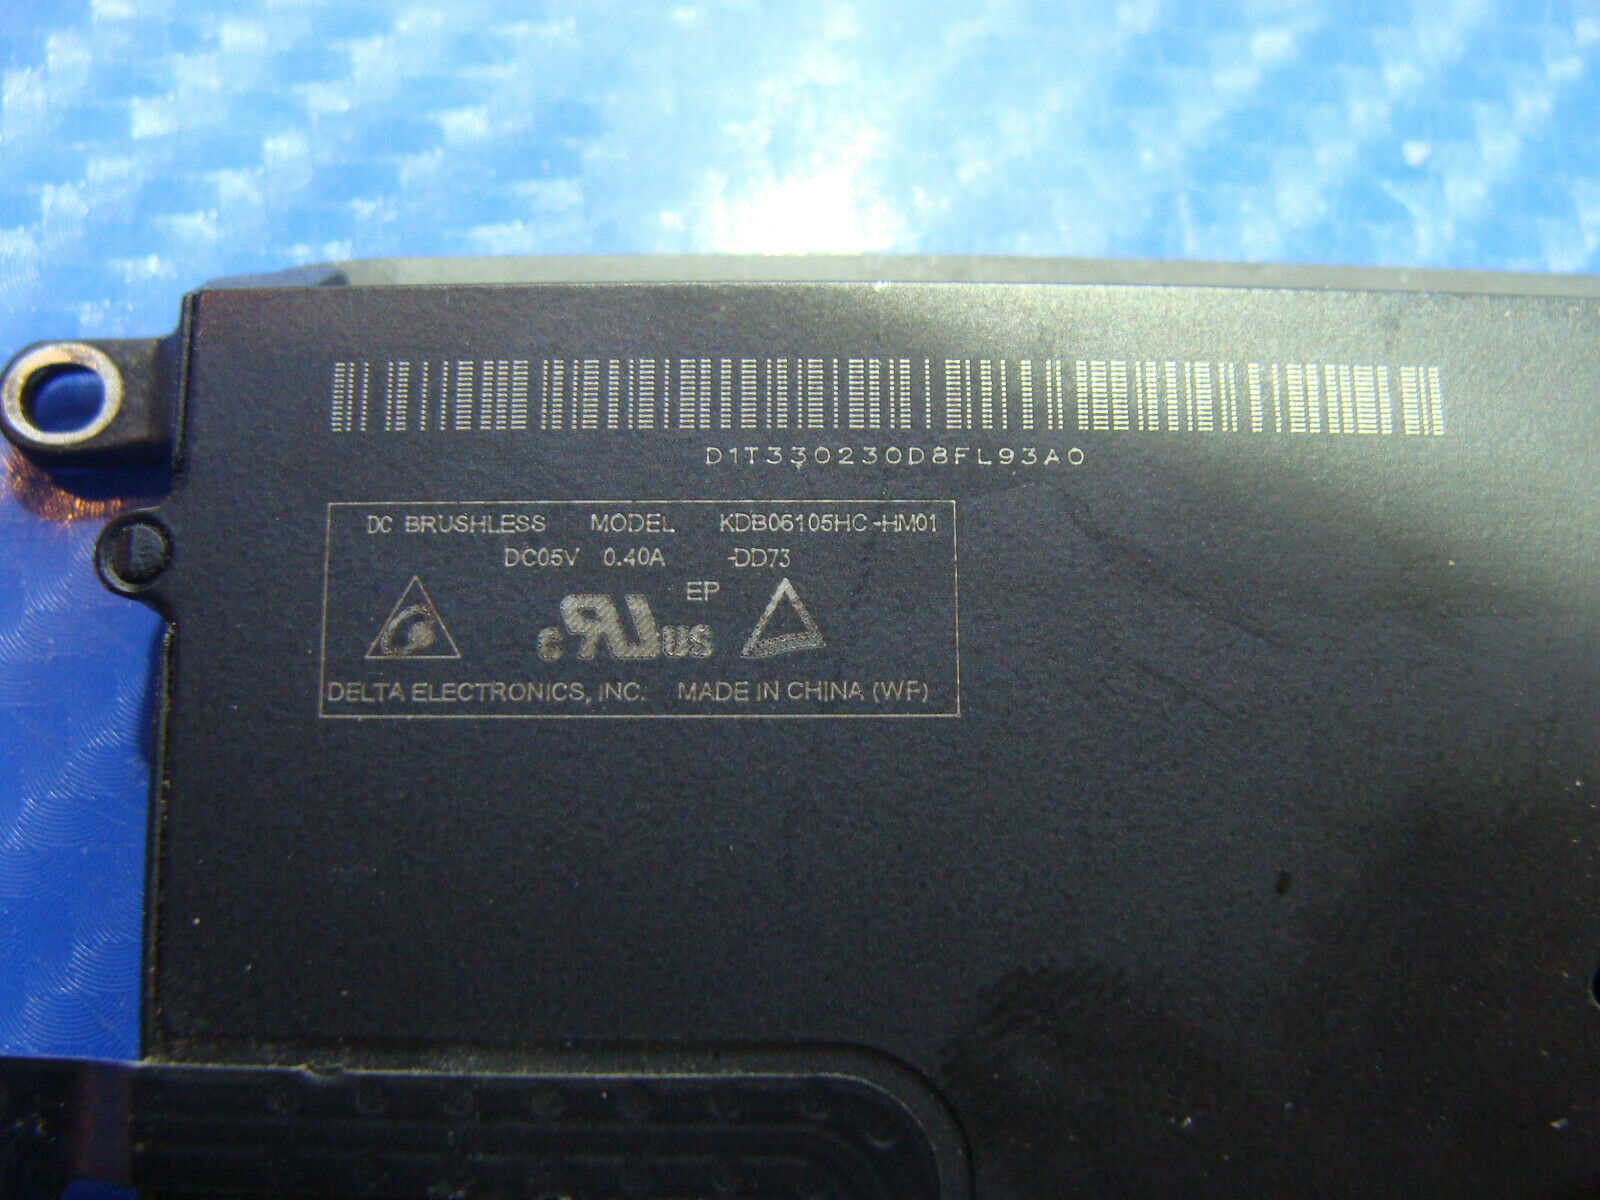 D1T330230D8FL93A0
DC BRUSHLESS MODEL KDB06105HC-HM01
DC05V 0.40A -DD73
EP
c RU US
DELTA ELECTRONICS, INC. MADE IN CHINA (WF)